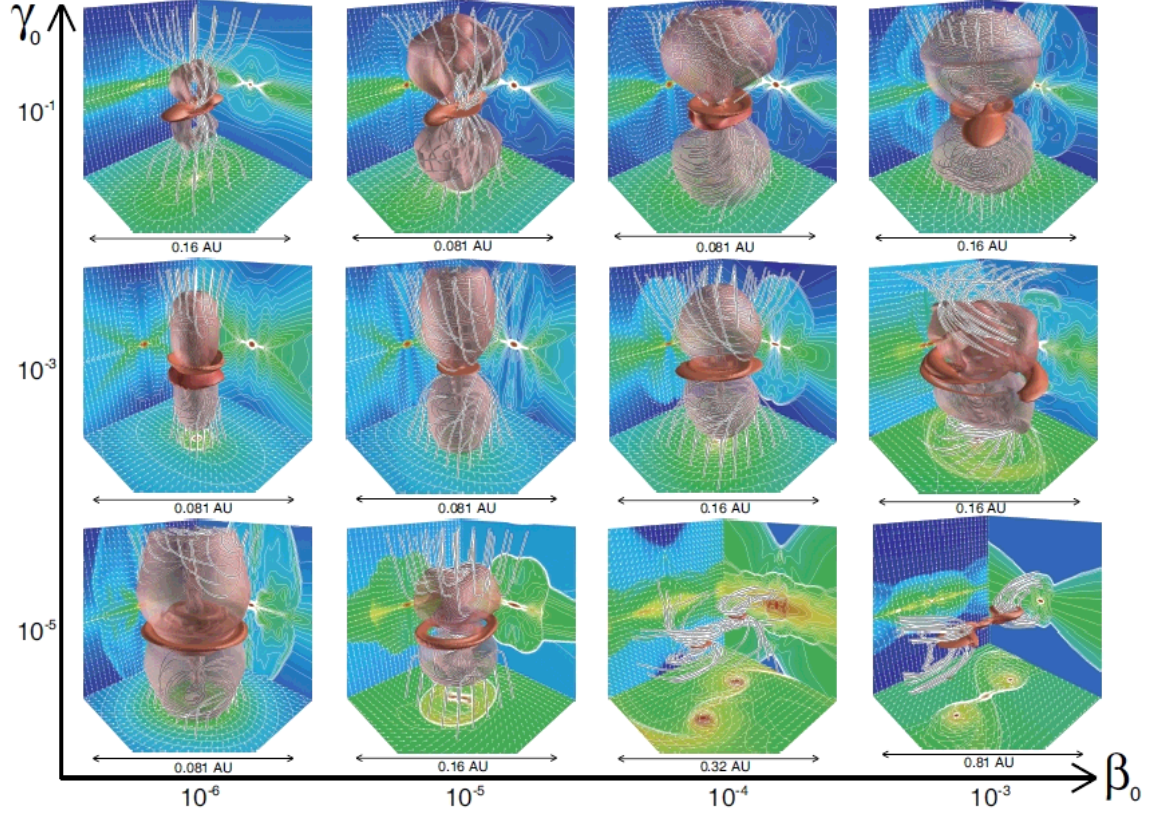 γ₀
10⁻¹
0.16 AU 0.081 AU 0.081 AU 0.16 AU
10⁻³
0.081 AU 0.081 AU 0.16 AU 0.16 AU
10⁻⁵
0.081 AU 0.16 AU 0.32 AU 0.81 AU
10⁻⁶ 10⁻⁵ 10⁻⁴ 10⁻³ β₀